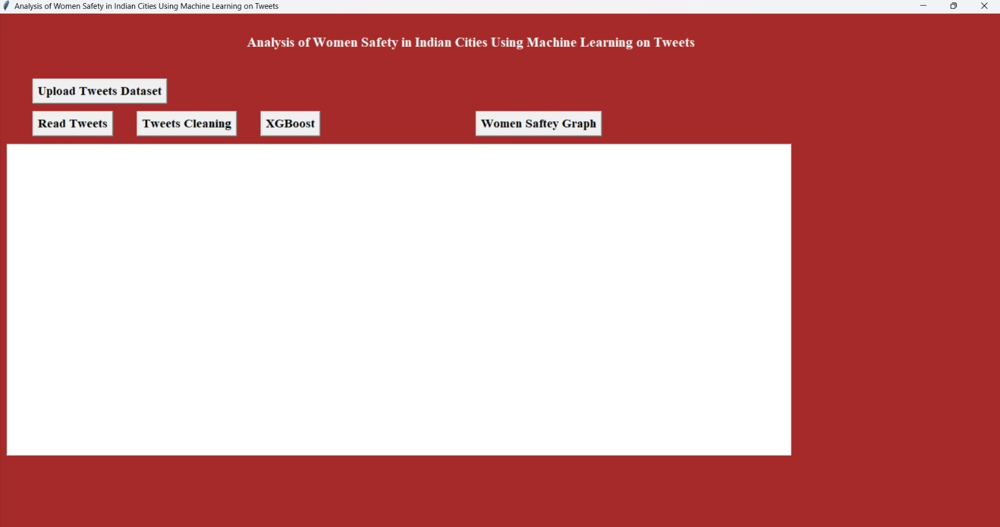 Analysis of Women Safety in Indian Cities Using Machine Learning on Tweets
Analysis of Women Safety in Indian Cities Using Machine Learning on Tweets
Upload Tweets Dataset
Read Tweets Tweets Cleaning XGBoost Women Saftey Graph